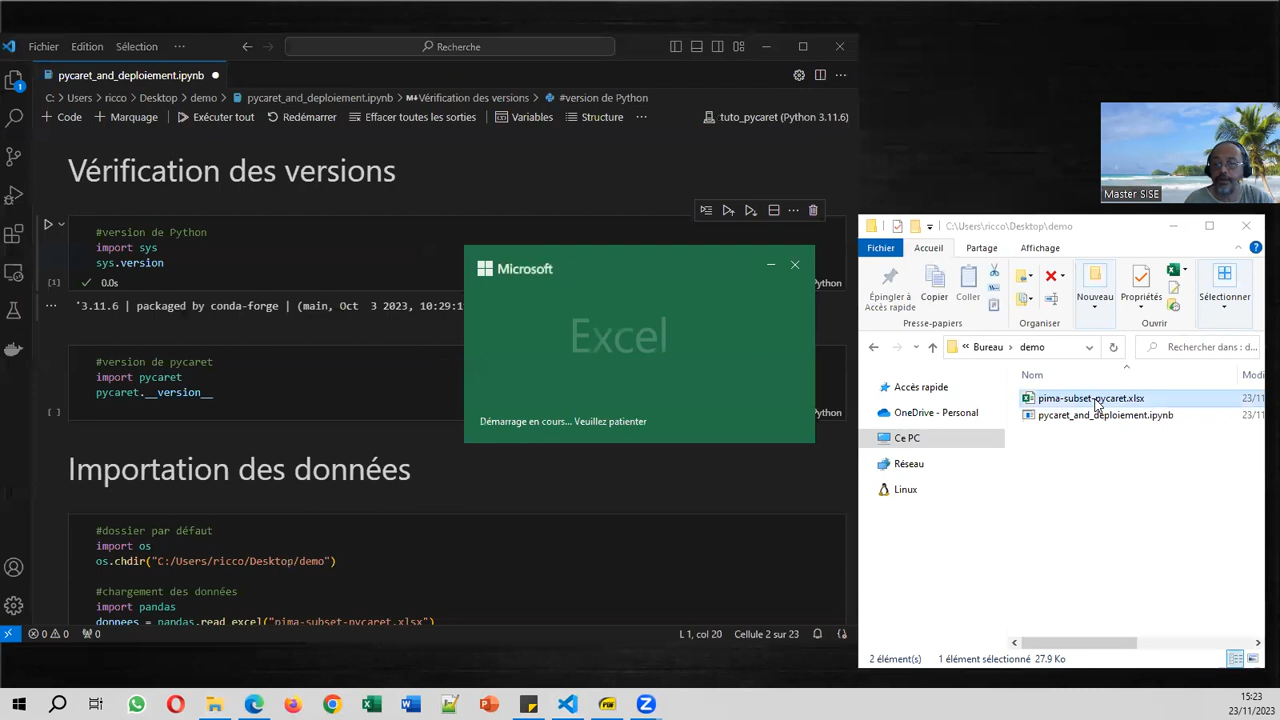 Fichier Edition Sélection ··· Recherche
pycaret_and_deploiement.ipynb
C: > Users > ricco > Desktop > demo > pycaret_and_deploiement.ipynb > Vérification des versions > #version de Python
+ Code + Marquage Exécuter tout Redémarrer Effacer toutes les sorties Structure ··· tuto_pycaret (Python 3.11.6)
Vérification des versions
#version de Python
import sys
sys.version
[1] 0.0s
··· '3.11.6 | packaged by conda-forge | (main, Oct 3 2023,
#version de pycaret
import pycaret
pycaret.__version__
[ ]
Importation des données
#dossier par défaut
import os
os.chdir("C:/Users/ricco/Desktop/demo")
#chargement des données
import pandas
donnees = pandas.read_excel("pima-subset-pycaret.xlsx")
0 0 0 L 1, col 20 Cellule 2 sur 23
Microsoft
Excel
Démarrage en cours... Veuillez patienter
Master SISE
C:\Users\ricco\Desktop\demo
Fichier Accueil Partage Affichage
Épingler à Accès rapide
Copier
Coller
Nouveau
Propriétés
Sélectionner
Presse-papiers Organiser Ouvrir
« Bureau > demo Rechercher dans : d...
Nom
Accès rapide
OneDrive - Personal
Ce PC
Réseau
Linux
pima-subset-pycaret.xlsx 23/11
pycaret_and_deploiement.ipynb 23/11
2 élément(s) 1 élément sélectionné 27.9 Ko
15:23
23/11/2023